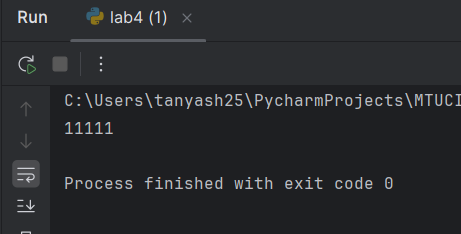 Run
lab4 (1)
C:\Users\tanyash25\PycharmProjects\MTUCI
11111
Process finished with exit code 0